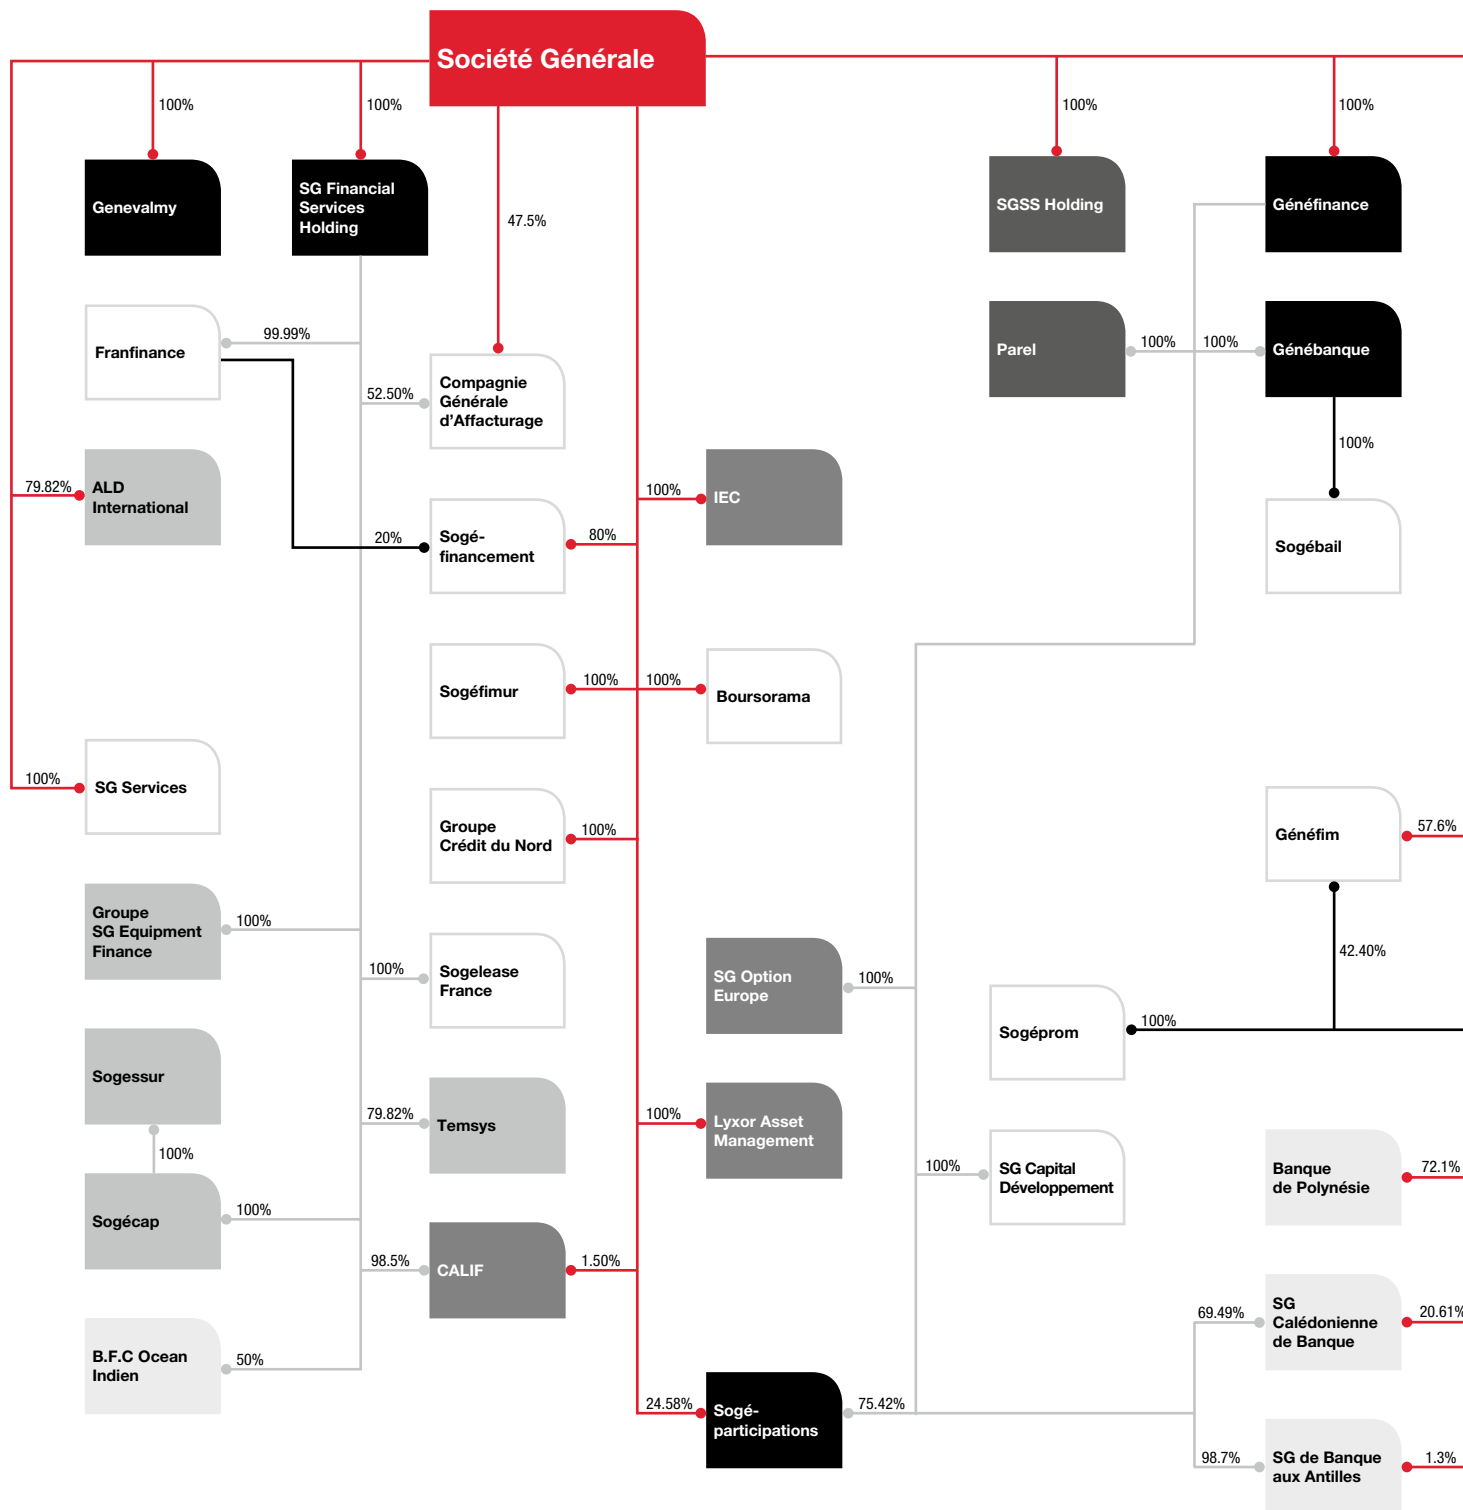 Société Générale
100%
100%
100%
100%
Genevalmy
SG Financial
Services
Holding
47.5%
SGSS Holding
Généfinance
Franfinance
99.99%
52.50%
Compagnie
Générale
d'Affacturage
Parel
100%
100%
Génébanque
100%
79.82%
ALD
International
100%
IEC
20%
Sogé-
financement
80%
Sogébail
Sogéfimur
100%
100%
Boursorama
100%
SG Services
Groupe
Crédit du Nord
100%
Généfim
57.6%
Groupe
SG Equipment
Finance
100%
42.40%
100%
Sogelease
France
SG Option
Europe
100%
Sogéprom
100%
Sogessur
79.82%
Temsys
100%
Lyxor Asset
Management
100%
100%
SG Capital
Développement
Banque
de Polynésie
72.1%
Sogécap
100%
98.5%
CALIF
1.50%
69.49%
SG
Calédonienne
de Banque
20.61%
B.F.C Ocean
Indien
50%
24.58%
Sogé-
participations
75.42%
98.7%
SG de Banque
aux Antilles
1.3%